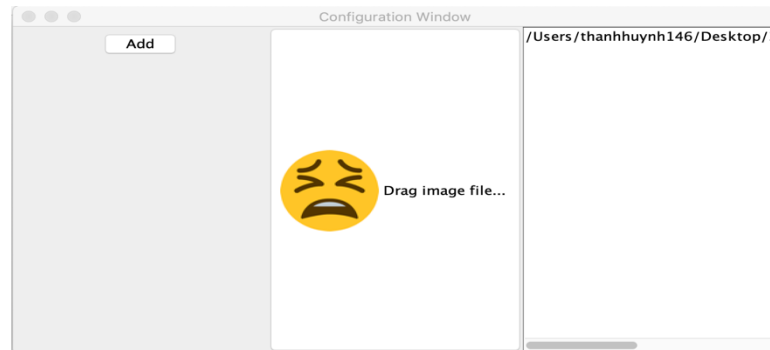 Configuration Window
Add
Drag image file...
/Users/thanhhuynh146/Desktop/